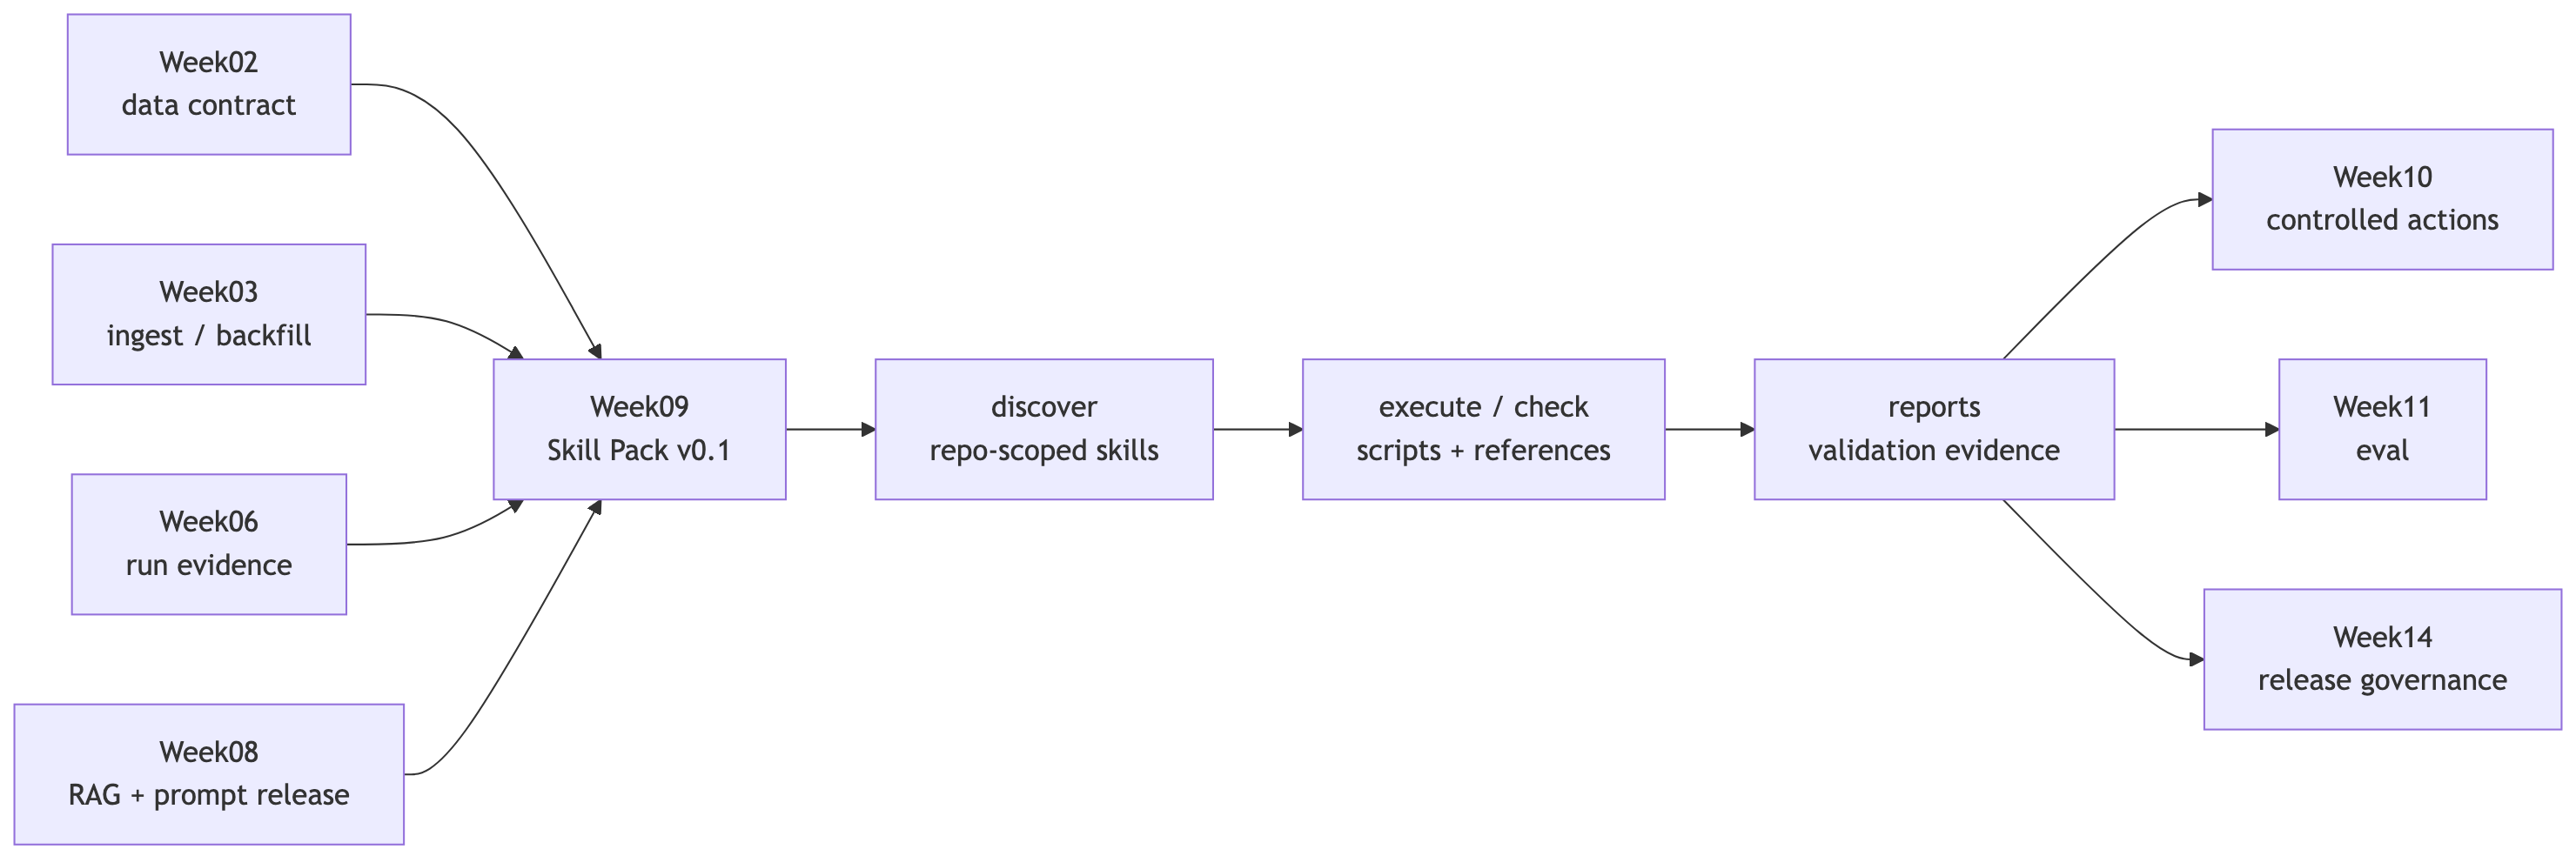 Week02
data contract
Week03
ingest / backfill
Week06
run evidence
Week08
RAG + prompt release
Week09
Skill Pack v0.1
discover
repo-scoped skills
execute / check
scripts + references
reports
validation evidence
Week10
controlled actions
Week11
eval
Week14
release governance